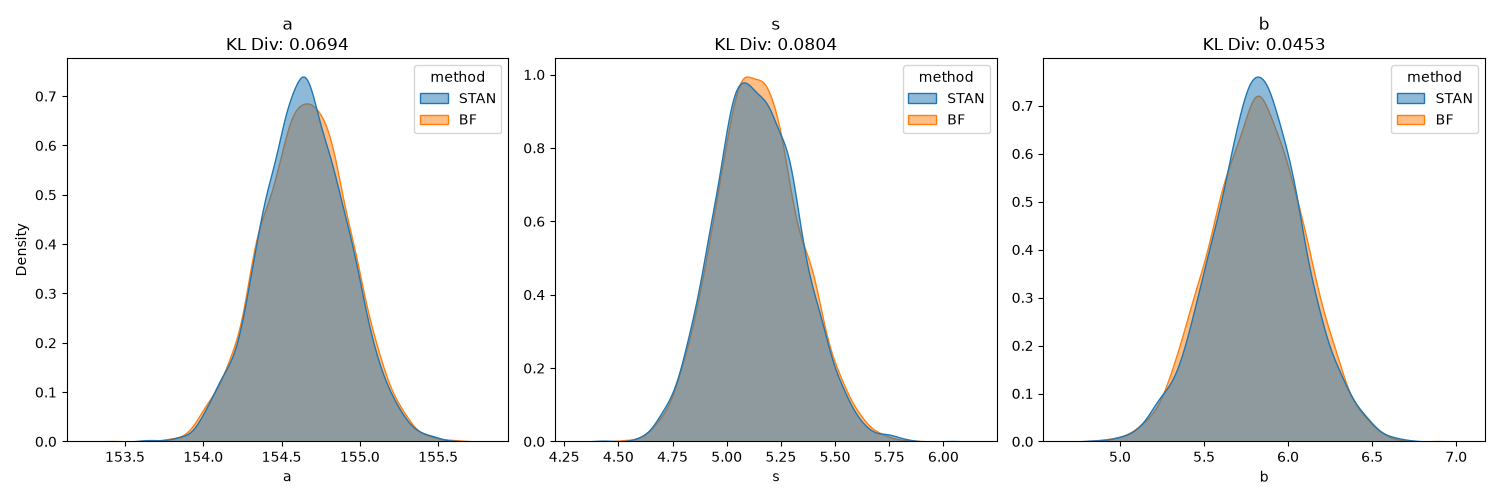 a
KL Div: 0.0694
method
STAN
BF
Density
0.7
0.6
0.5
0.4
0.3
0.2
0.1
0.0
153.5 154.0 154.5 155.0 155.5
a
s
KL Div: 0.0804
method
STAN
BF
1.0
0.8
0.6
0.4
0.2
0.0
4.25 4.50 4.75 5.00 5.25 5.50 5.75 6.00
s
b
KL Div: 0.0453
method
STAN
BF
0.7
0.6
0.5
0.4
0.3
0.2
0.1
0.0
5.0 5.5 6.0 6.5 7.0
b